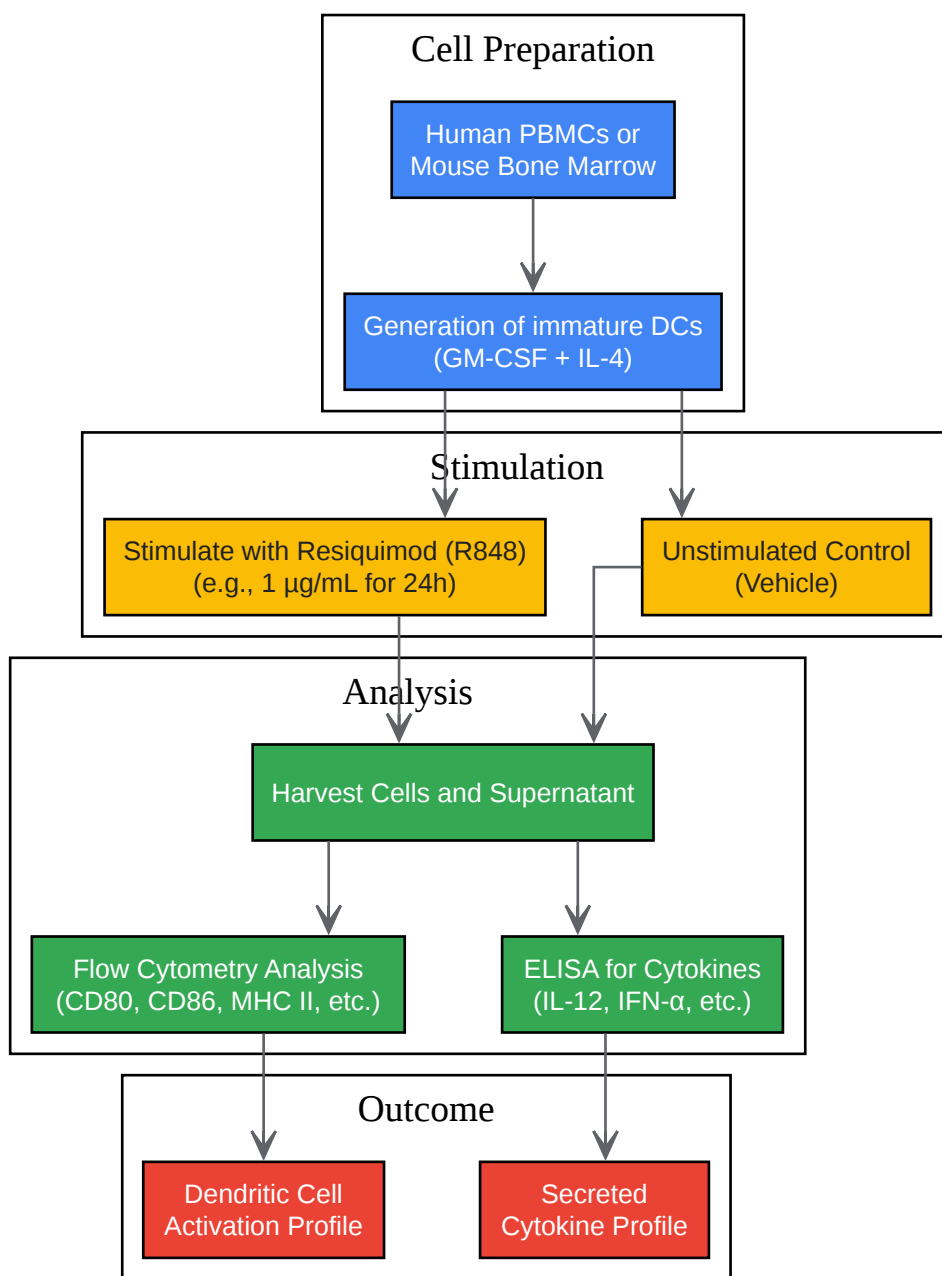 Cell Preparation
Human PBMCs or
Mouse Bone Marrow
Generation of immature DCs
(GM-CSF + IL-4)
Stimulation
Stimulate with Resiquimod (R848)
(e.g., 1 µg/mL for 24h)
Unstimulated Control
(Vehicle)
Analysis
Harvest Cells and Supernatant
Flow Cytometry Analysis
(CD80, CD86, MHC II, etc.)
ELISA for Cytokines
(IL-12, IFN-α, etc.)
Outcome
Dendritic Cell
Activation Profile
Secreted
Cytokine Profile